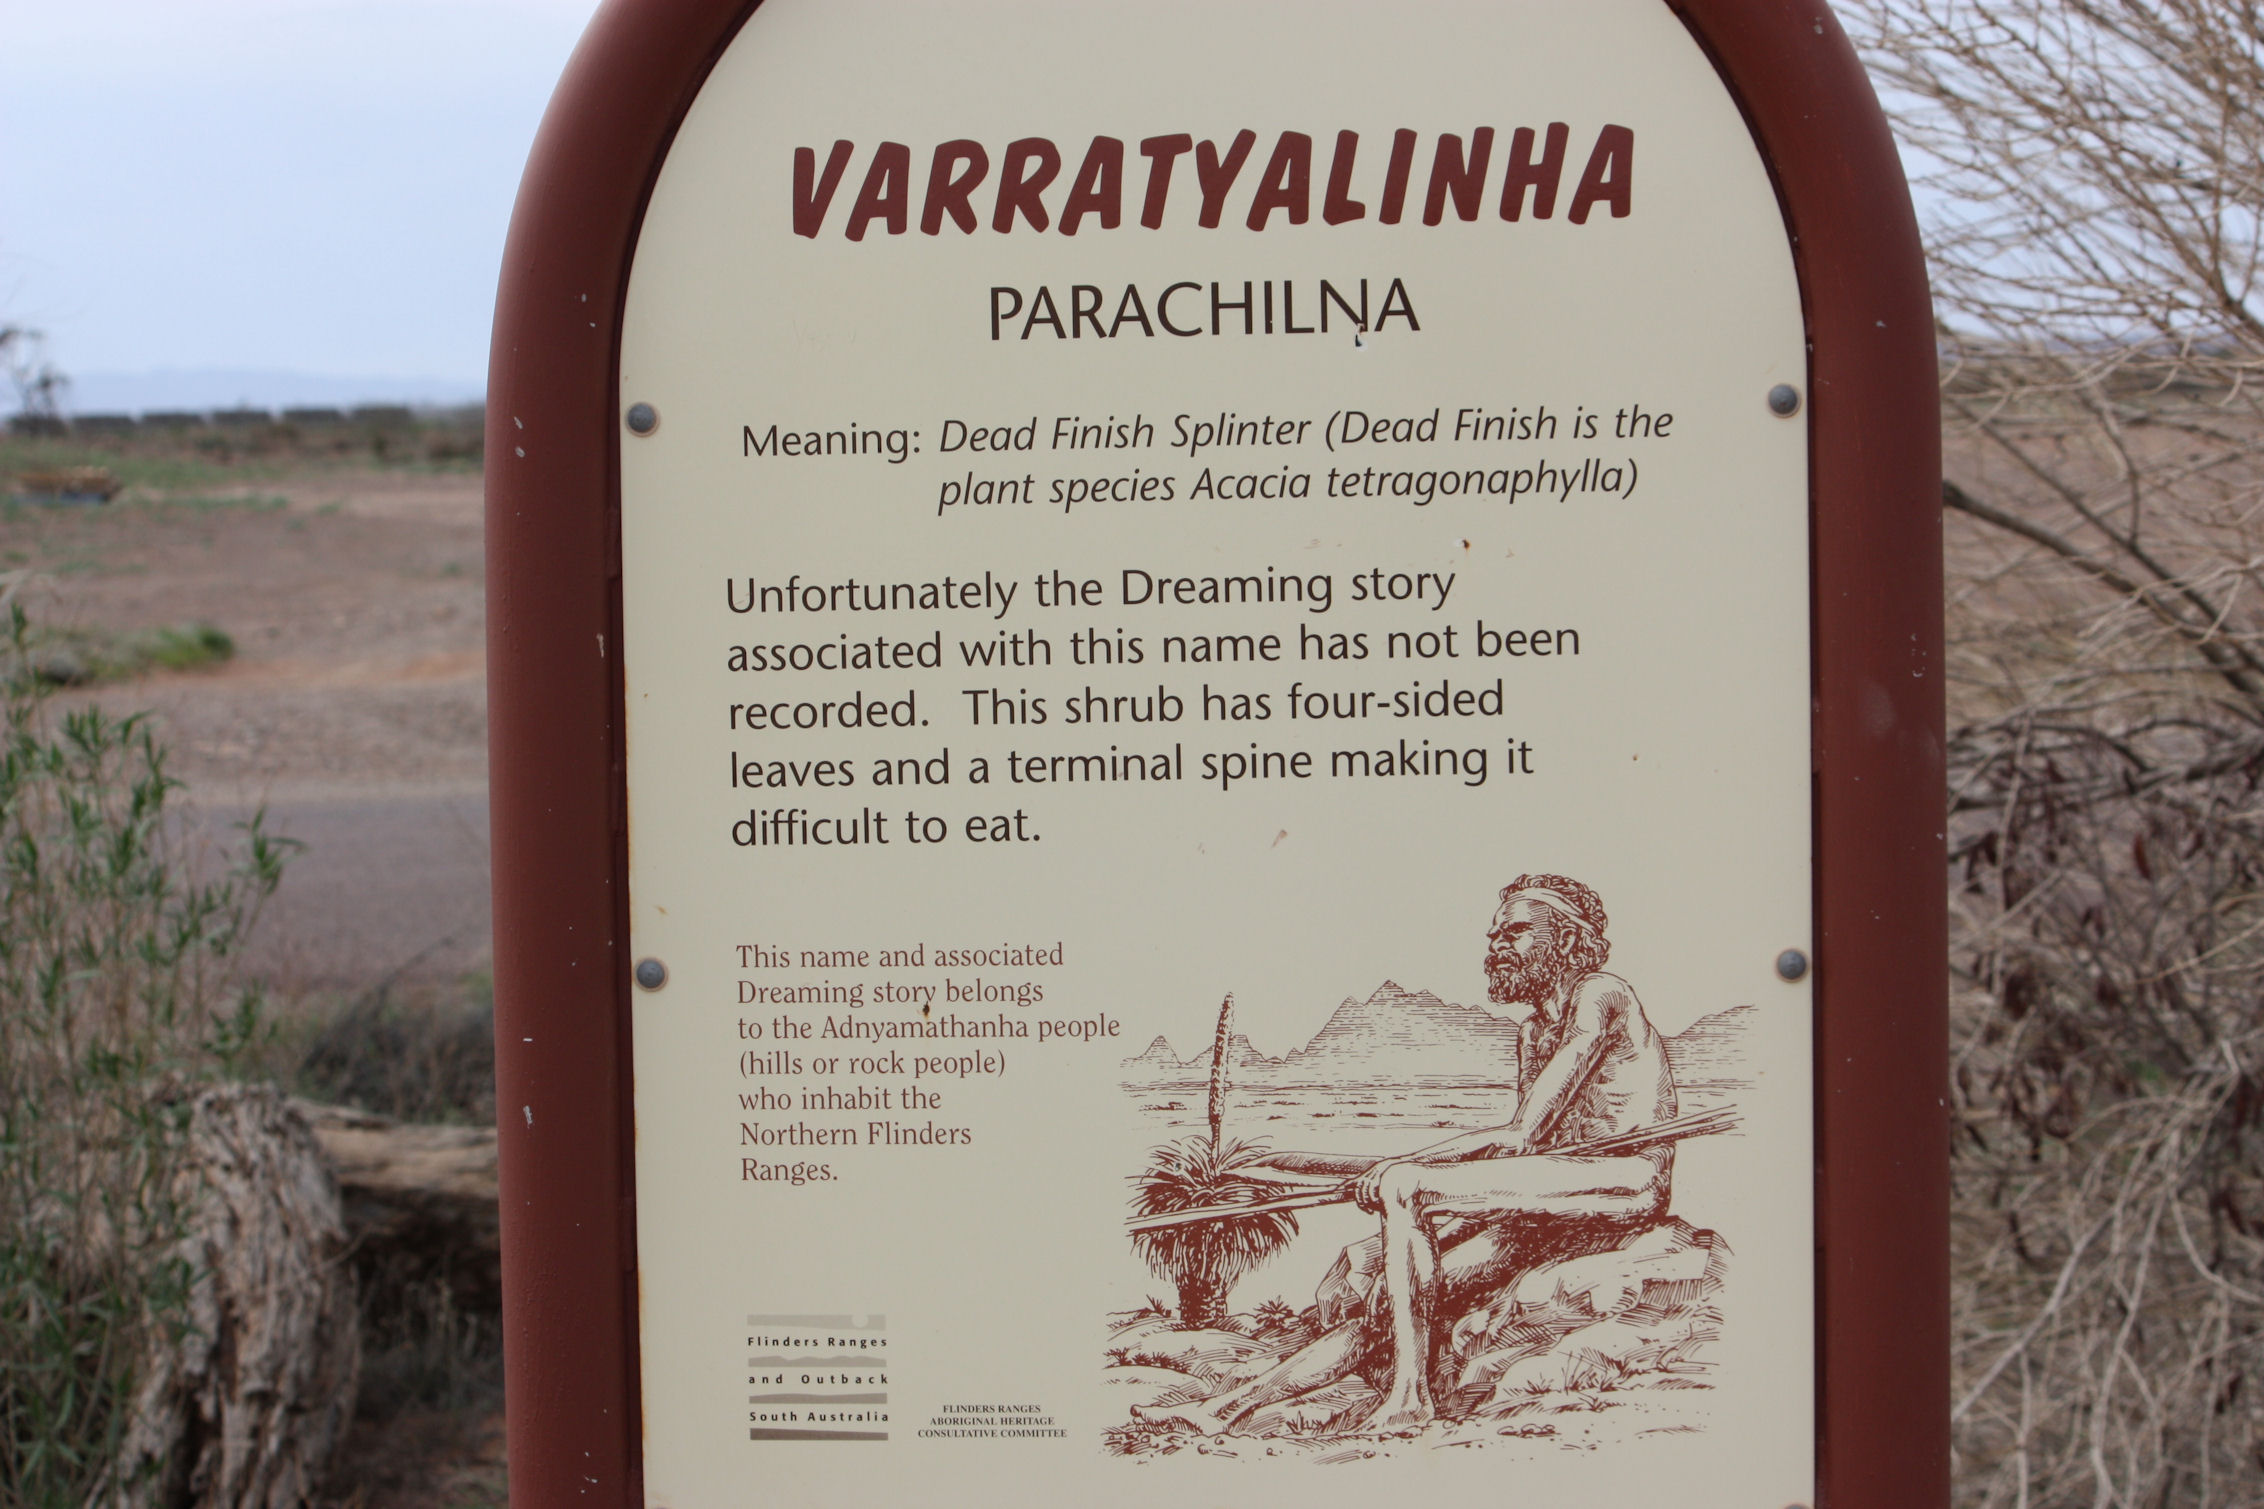 VARRATYALINHA
PARACHILNA
Meaning: Dead Finish Splinter (Dead Finish is the
plant species Acacia tetragonaphylla)
Unfortunately the Dreaming story
associated with this name has not been
recorded. This shrub has four-sided
leaves and a terminal spine making it
difficult to eat.
This name and associated
Dreaming story belongs
to the Adnyamathanha people
(hills or rock people)
who inhabit the
Northern Flinders
Ranges.
Flinders Ranges
and Outback
South Australia
FLINDERS RANGES
ABORIGINAL HERITAGE
CONSULTATIVE COMMITTEE